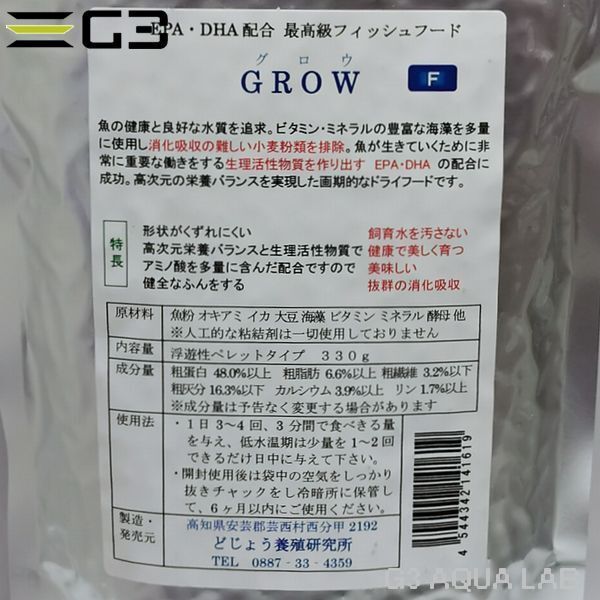 G3
EPA・DHA配合 最高級フィッシュフード
グロウ
GROW
F
魚の健康と良好な水質を追求。ビタミン・ミネラルの豊富な海藻を多量
に使用し消化吸収の難しい小麦粉類を排除。魚が生きていくために非
常に重要な働きをする生理活性物質を作り出す EPA・DHA の配合に
成功。高次元の栄養バランスを実現した画期的なドライフードです。
特長
形状がくずれにくい 飼育水を汚さない
高次元栄養バランスと生理活性物質で 健康で美しく育つ
アミノ酸を多量に含んだ配合ですので 美味しい
健全なふんをする 抜群の消化吸収
原材料 魚粉 オキアミ イカ 大豆 海藻 ビタミン ミネラル 酵母 他
※人工的な粘結剤は一切使用しておりません
内容量 浮遊性ペレットタイプ 330g
成分量 粗蛋白 48.0%以上 粗脂肪 6.6%以上 粗繊維 3.2%以下
粗灰分 16.3%以下 カルシウム 3.9%以上 リン 1.7%以上
※成分量は予告なく変更する場合があります
使用法 ・1日3~4回、3分間で食べきる量
を与え、低水温期は少量を1~2回
できるだけ日中に与えて下さい。
・開封使用後は袋中の空気をしっかり
抜きチャックをし冷暗所に保管し
て、6ヶ月以内にご使用ください。
4 544342 141619
製造・
発売元
高知県安芸郡芸西村西分甲2192
どじょう養殖研究所
TEL 0887-33-4359
G3 AQUA LAB